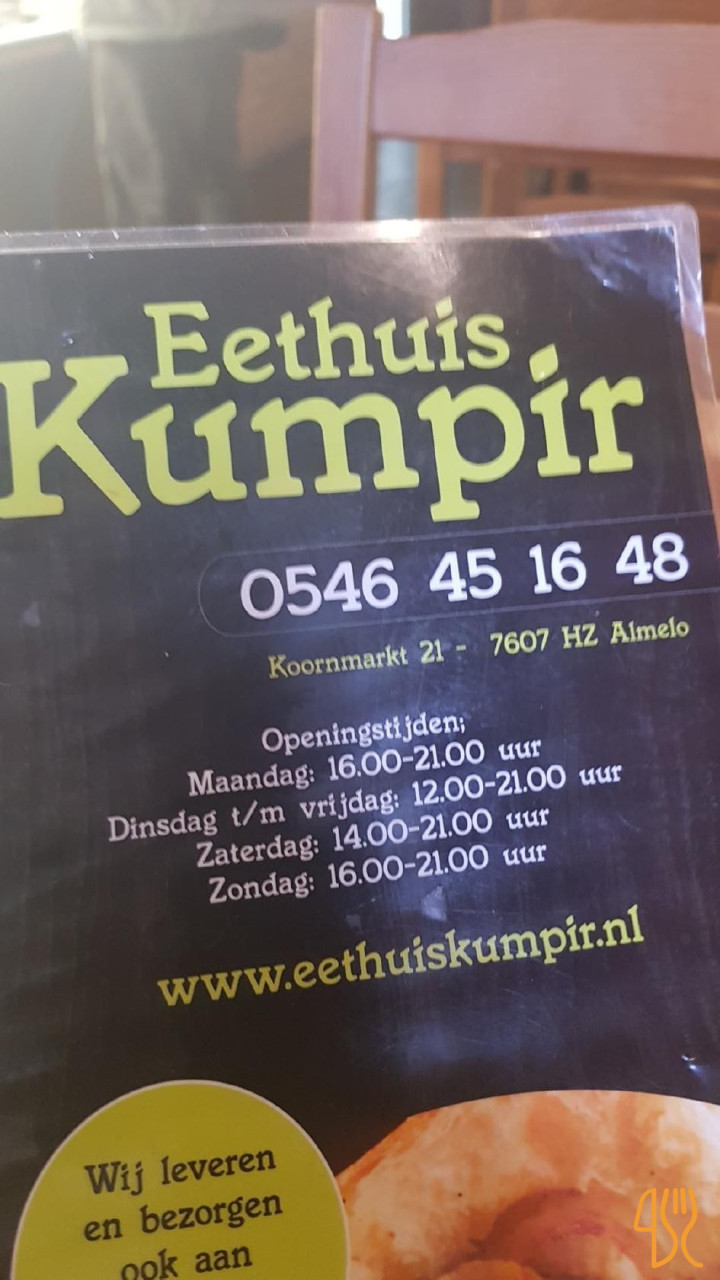 Eethuis
Kumpir
0546 45 16 48
Koornmarkt 21 - 7607 HZ Almelo
Openingstijden;
Maandag: 16.00-21.00 uur
Dinsdag t/m vrijdag: 12.00-21.00 uur
Zaterdag: 14.00-21.00 uur
Zondag: 16.00-21.00 uur
www.eethuiskumpir.nl
Wij leveren
en bezorgen
ook aan